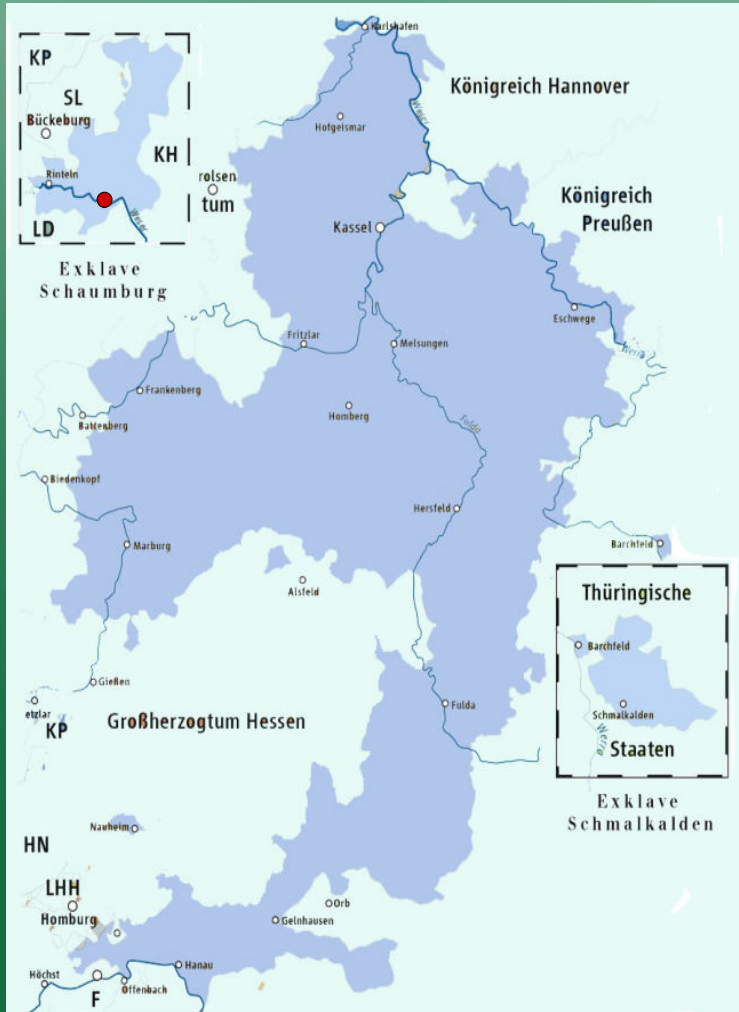 Karlshafen
KP
SL
Bückeburg
KH
Rinteln
Weser
LD
Exklave
Schaumburg
Königreich Hannover
Weser
Hofgeismar
rolsen
tum
Königreich
Preußen
Kassel
Eschwege
Werra
Fritzlar
Melsungen
Frankenberg
Homberg
Battenberg
Fulda
Biedenkopf
Hersfeld
Marburg
Barchfeld
Alsfeld
Thüringische
Barchfeld
Schmalkalden
Werra
Staaten
Exklave
Schmalkalden
Gießen
etzlar
KP
Großherzogtum Hessen
Fulda
Nauheim
HN
LHH
Homburg
Orb
Gelnhausen
Hanau
Höchst
F
Offenbach